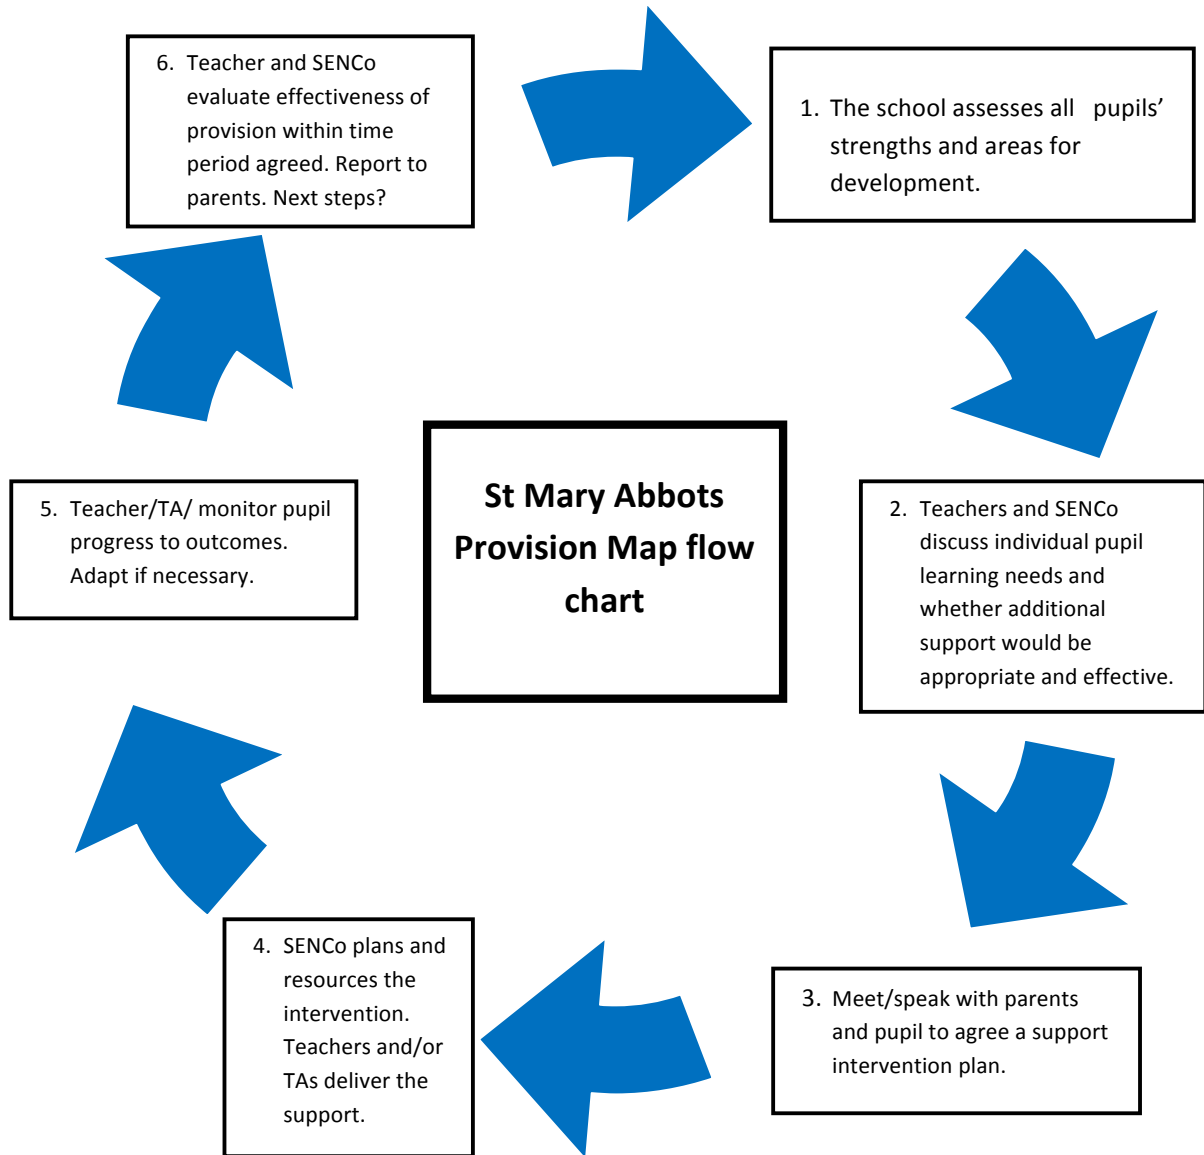 St Mary Abbots
Provision Map flow
chart
1. The school assesses all pupils’
strengths and areas for
development.
2. Teachers and SENCo
discuss individual pupil
learning needs and
whether additional
support would be
appropriate and effective.
3. Meet/speak with parents
and pupil to agree a support
intervention plan.
4. SENCo plans and
resources the
intervention.
Teachers and/or
TAs deliver the
support.
5. Teacher/TA/ monitor pupil
progress to outcomes.
Adapt if necessary.
6. Teacher and SENCo
evaluate effectiveness of
provision within time
period agreed. Report to
parents. Next steps?